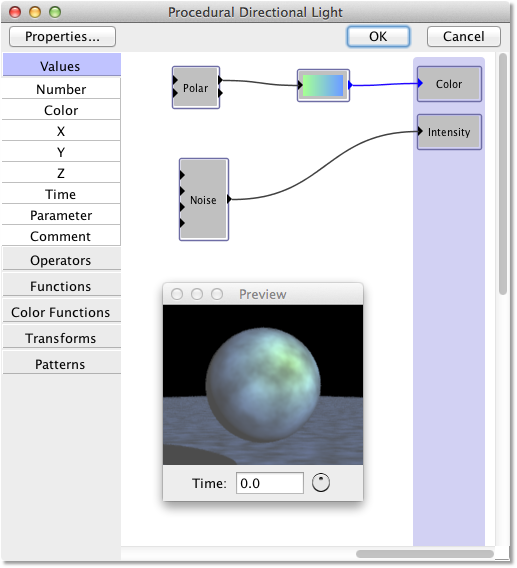 Procedural Directional Light
Properties...
OK
Cancel
Values
Number
Color
X
Y
Z
Time
Parameter
Comment
Operators
Functions
Color Functions
Transforms
Patterns
Polar
Color
Intensity
Noise
Preview
Time: 0.0